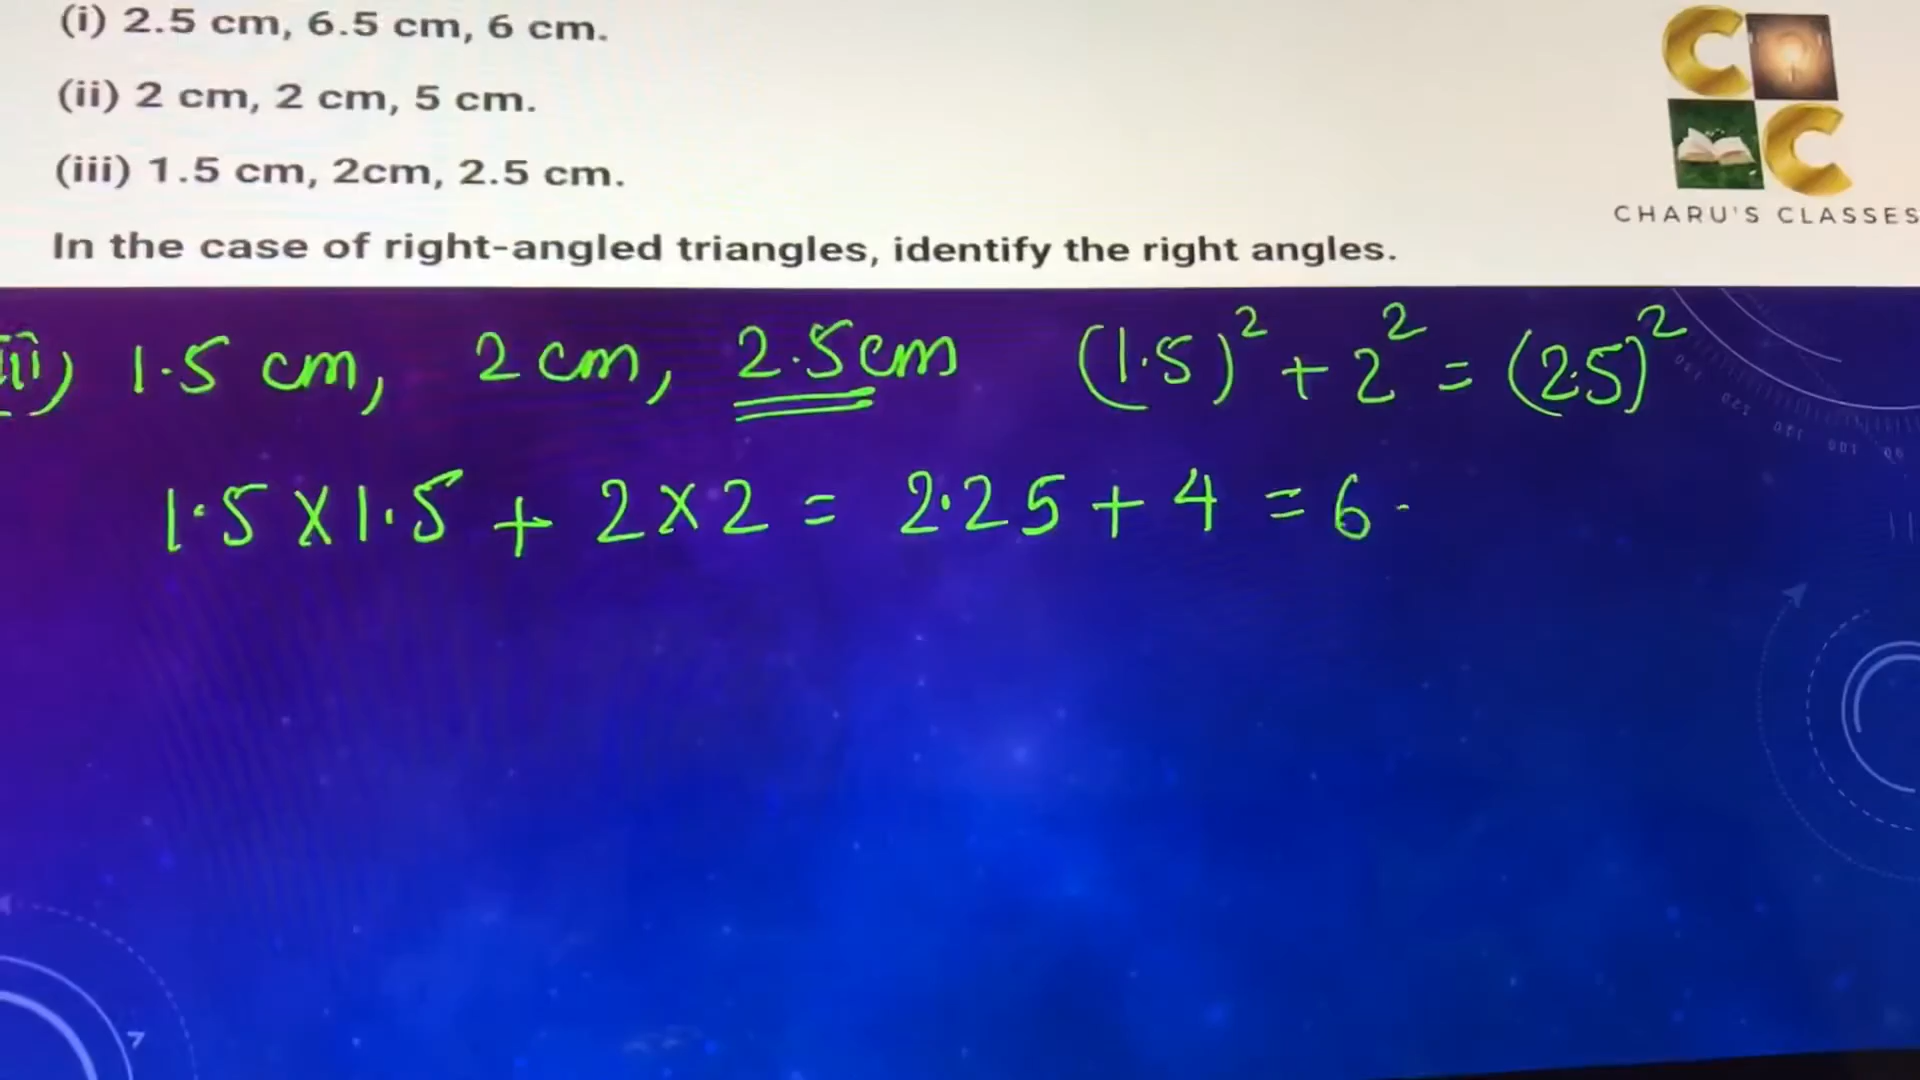 (i) 2.5 cm, 6.5 cm, 6 cm.
(ii) 2 cm, 2 cm, 5 cm.
(iii) 1.5 cm, 2cm, 2.5 cm.
In the case of right-angled triangles, identify the right angles.
CHARU'S CLASSES
iii) 1.5 cm, 2 cm, 2.5 cm (1.5)² + 2² = (2.5)²
1.5 X 1.5 + 2 X 2 = 2.25 + 4 = 6.